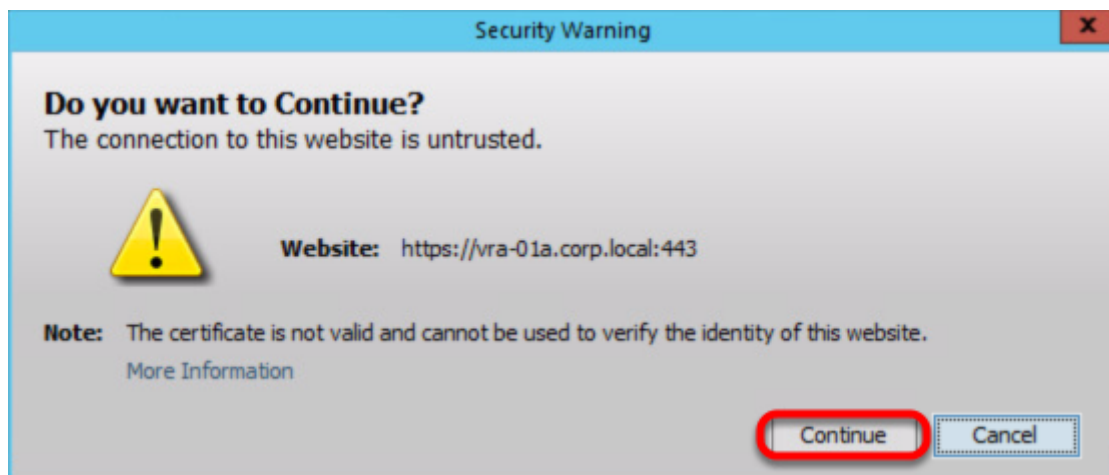 Security Warning
x
Do you want to Continue?
The connection to this website is untrusted.
!
Website: https://vra-01a.corp.local:443
Note: The certificate is not valid and cannot be used to verify the identity of this website.
More Information
Continue Cancel